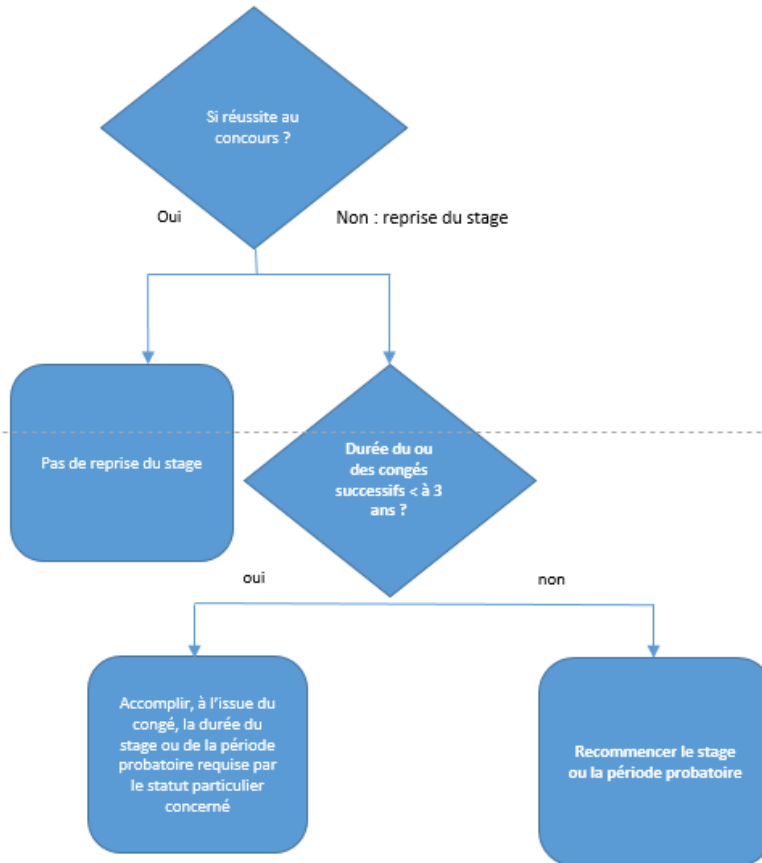 Si réussite au
concours ?
Oui
Non : reprise du stage
Pas de reprise du stage
Durée du ou
des congés
successifs < à 3
ans ?
oui
non
Accomplir, à l'issue du
congé, la durée du
stage ou de la période
probatoire requise par
le statut particulier
concerné
Recommencer le stage
ou la période probatoire